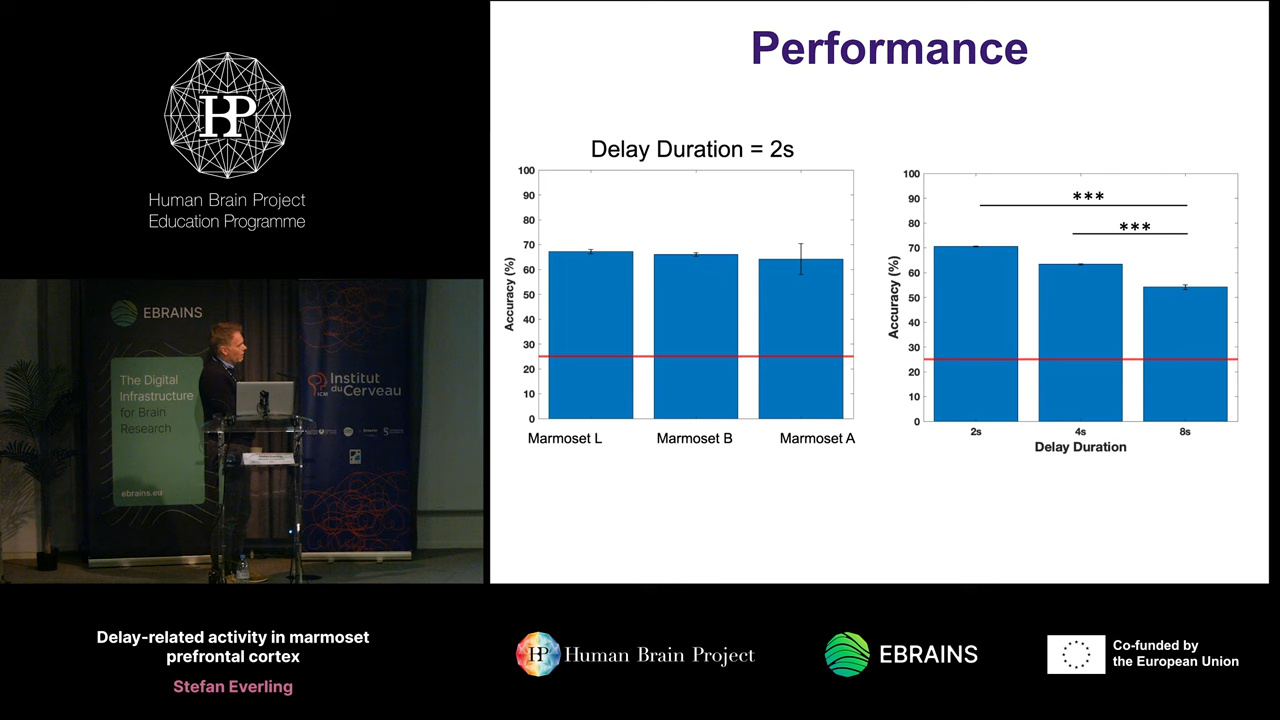 HP
Human Brain Project
Education Programme
Performance
Delay Duration = 2s
100
90
80
70
60
50
40
30
20
10
0
Accuracy (%)
Marmoset L
Marmoset B
Marmoset A
100
90
80
70
60
50
40
30
20
10
0
Accuracy (%)
***
***
2s
4s
8s
Delay Duration
EBRAINS
The Digital
Infrastructure
for Brain
Research
ebrains.eu
Institut
du Cerveau
ICM
Delay-related activity in marmoset
prefrontal cortex
Stefan Everling
HP Human Brain Project
EBRAINS
Co-funded by
the European Union